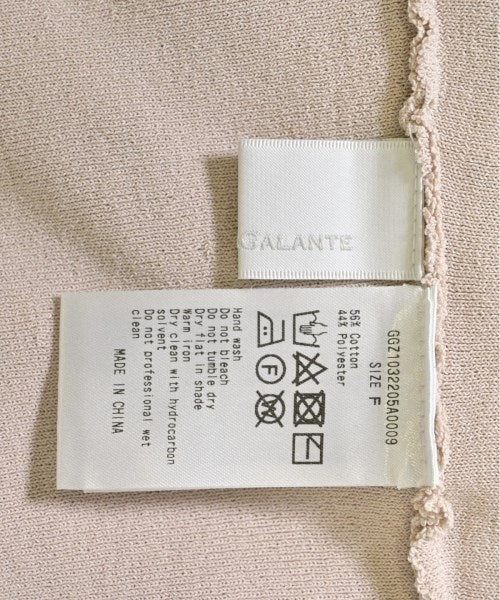 GALANTE
GGZ1032205A0009
SIZE F
56% Cotton
44% Polyester
Hand wash
Do not bleach
Do not tumble dry
Dry flat in shade
Warm iron
Dry clean with hydrocarbon
solvent
Do not professional wet
clean
MADE IN CHINA